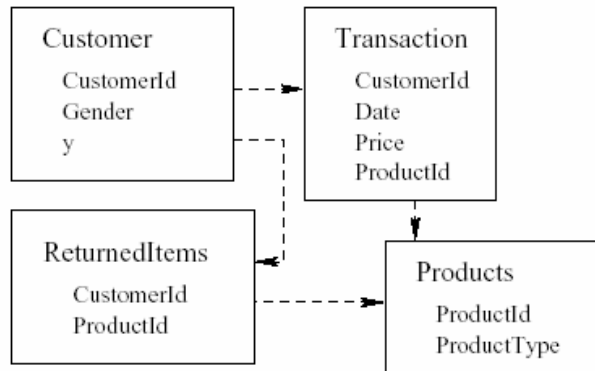 Customer
CustomerId
Gender
y
Transaction
CustomerId
Date
Price
ProductId
ReturnedItems
CustomerId
ProductId
Products
ProductId
ProductType